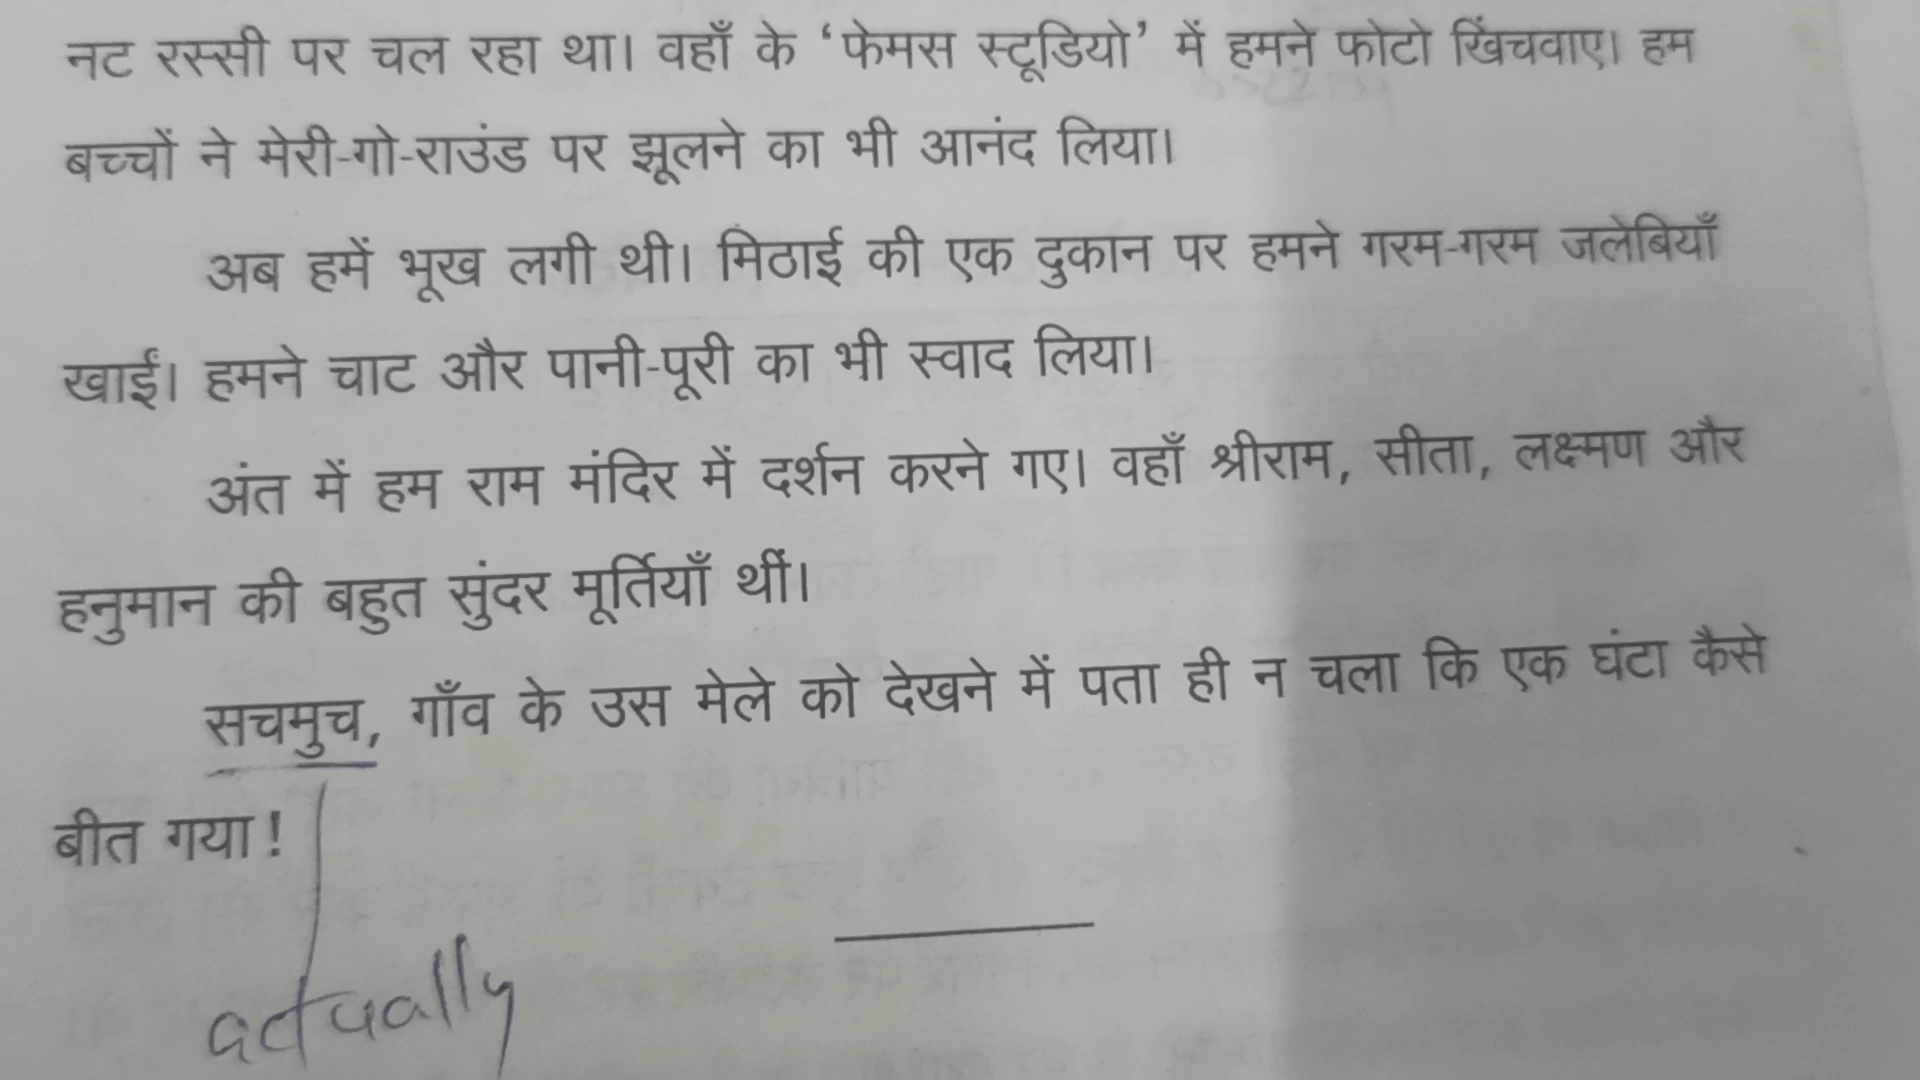 नट रस्सी पर चल रहा था। वहाँ के ‘फेमस स्टूडियो’ में हमने फोटो खिंचवाए। हम
बच्चों ने मेरी-गो-राउंड पर झूलने का भी आनंद लिया।
अब हमें भूख लगी थी। मिठाई की एक दुकान पर हमने गरम-गरम जलेबियाँ
खाईं। हमने चाट और पानी-पूरी का भी स्वाद लिया।
अंत में हम राम मंदिर में दर्शन करने गए। वहाँ श्रीराम, सीता, लक्ष्मण और
हनुमान की बहुत सुंदर मूर्तियाँ थीं।
सचमुच, गाँव के उस मेले को देखने में पता ही न चला कि एक घंटा कैसे
बीत गया!
actually